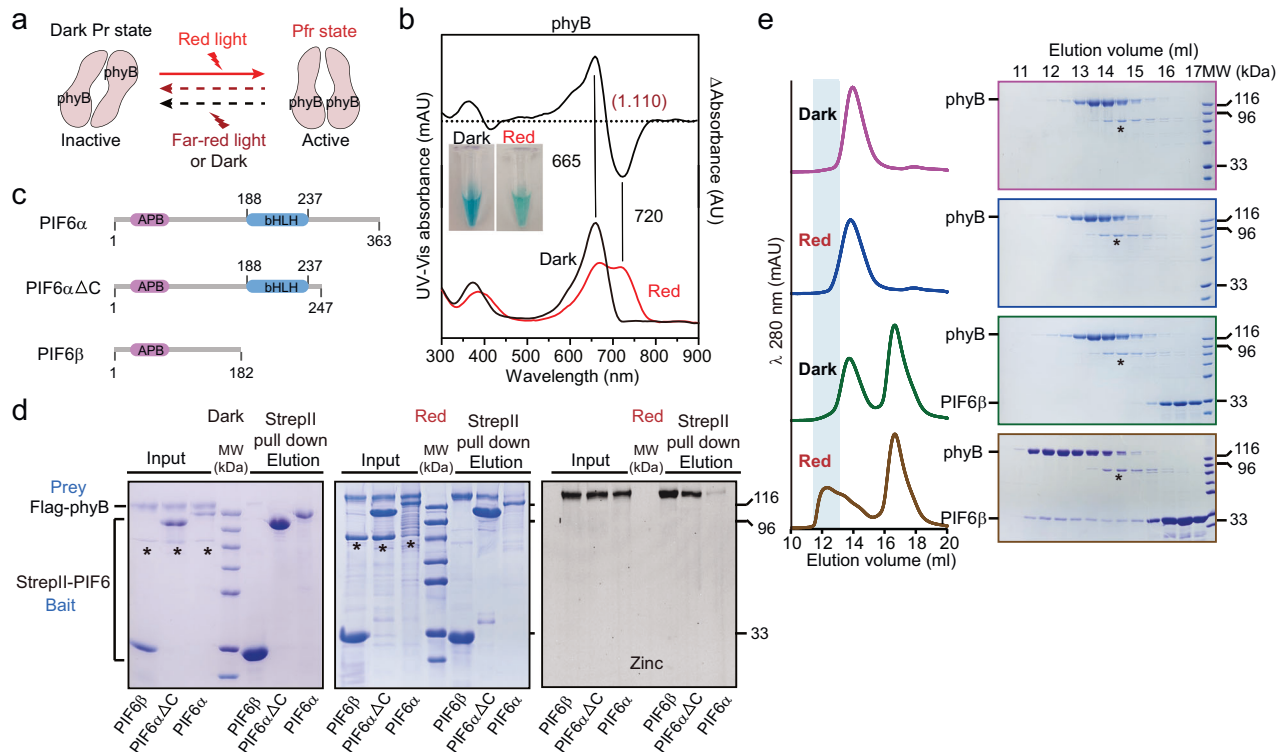 a
Dark Pr state
Red light
Pfr state
phyB
phyB
phyB
phyB
Inactive
Far-red light
or Dark
Active
b
phyB
UV-Vis absorbance (mAU)
ΔAbsorbance (AU)
(1.110)
Dark
Red
665
720
Dark
Red
300 400 500 600 700 800 900
Wavelength (nm)
c
PIF6α
APB
188
bHLH
237
1
363
PIF6αΔC
APB
188
bHLH
237
1
247
PIF6β
APB
1
182
d
Dark
Input
MW
(kDa)
StrepII
pull down
Elution
Red
Input
MW
(kDa)
StrepII
pull down
Elution
Red
Input
MW
(kDa)
StrepII
pull down
Elution
Prey
Flag-phyB
StrepII-PIF6
Bait
* * *
* * *
116
96
33
Zinc
PIF6β PIF6αΔC PIF6α PIF6β PIF6αΔC PIF6α
PIF6β PIF6αΔC PIF6α PIF6β PIF6αΔC PIF6α
PIF6β PIF6αΔC PIF6α PIF6β PIF6αΔC PIF6α
e
λ 280 nm (mAU)
Dark
Red
Dark
Red
10 12 14 16 18 20
Elution volume (ml)
Elution volume (ml)
11 12 13 14 15 16 17 MW (kDa)
phyB
*
116
96
33
phyB
*
116
96
33
phyB
*
PIF6β
116
96
33
phyB
*
PIF6β
116
96
33